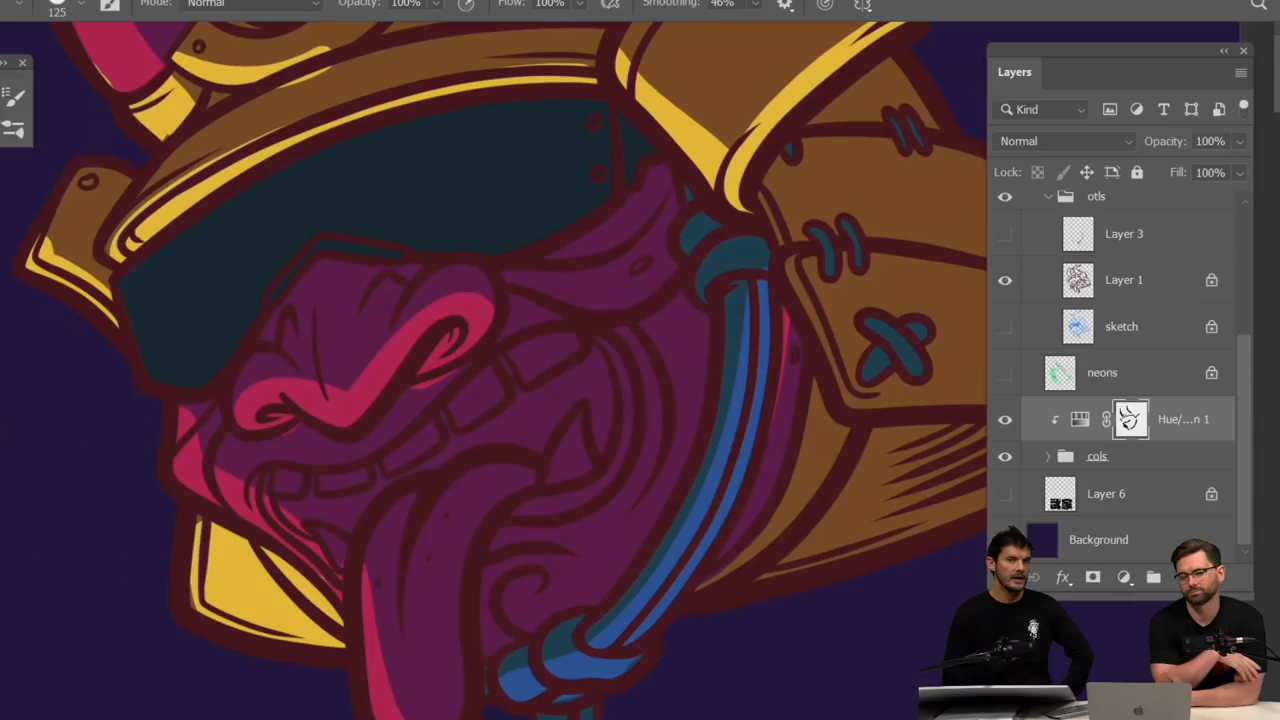 125
Mode: Normal
Opacity: 100%
Flow: 100%
Smoothing: 46%
Layers
Kind
Normal
Opacity: 100%
Lock:
Fill: 100%
otls
Layer 3
Layer 1
sketch
neons
Hue/...n 1
cols
Layer 6
Background
fx